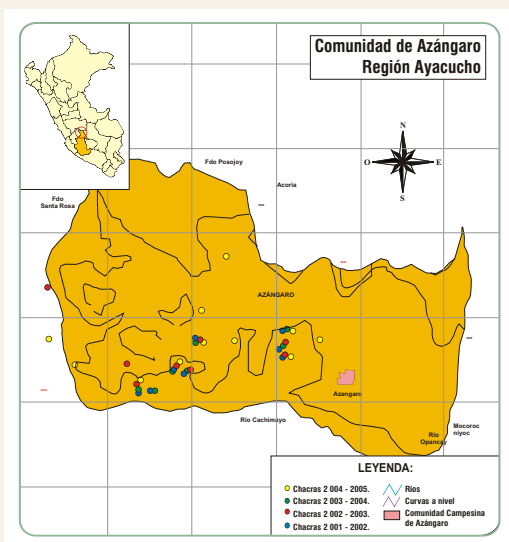 Comunidad de Azángaro
Región Ayacucho
N
O
E
S
Fdo Posojoy
Acoria
Fdo
Santa Rosa
AZÁNGARO
Azangaro
Río Cachimayo
Río
Opancay
Mocoroc
niyoc
LEYENDA:
Chacras 2 004 - 2005.
Chacras 2 003 - 2004.
Chacras 2 002 - 2003.
Chacras 2 001 - 2002.
Ríos
Curvas a nivel
Comunidad Campesina
de Azángaro